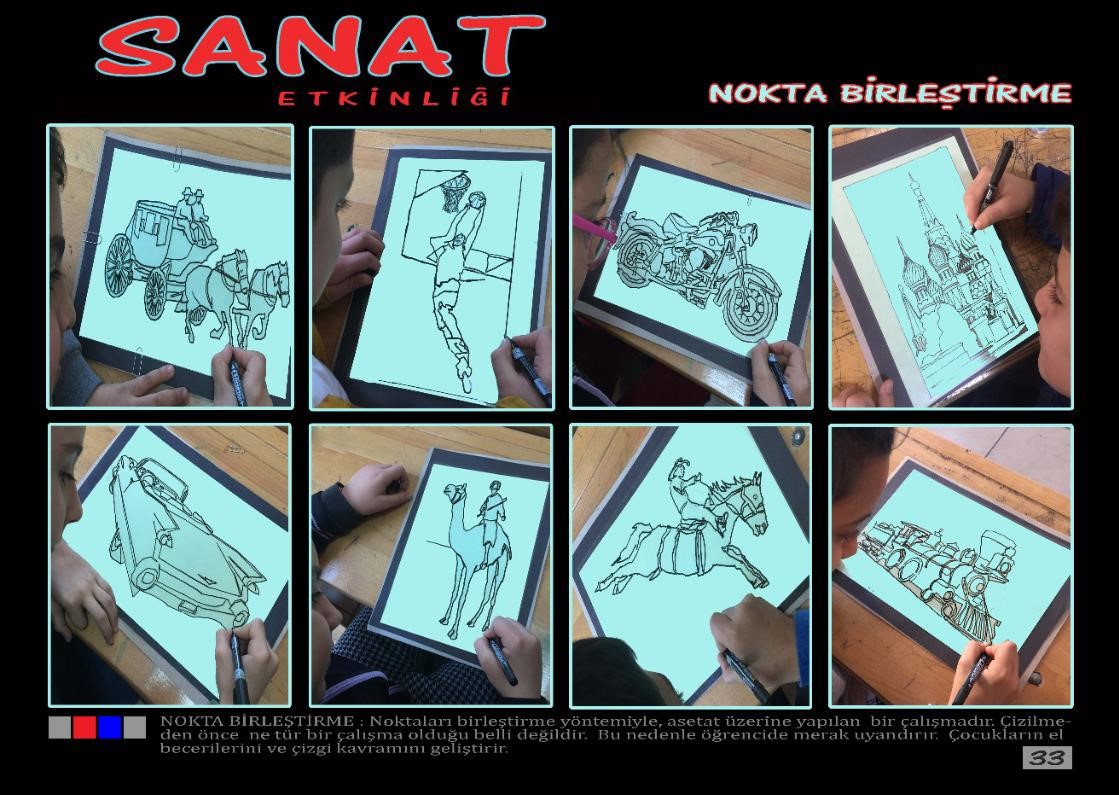 SANAT
ETKİNLİĞİ
NOKTA BİRLEŞTİRME
NOKTA BİRLEŞTİRME : Noktaları birleştirme yöntemiyle, asetat üzerine yapılan bir çalışmadır. Çizilme-
den önce ne tür bir çalışma olduğu belli değildir. Bu nedenle öğrencide merak uyandırır. Çocukların el
becerilerini ve çizgi kavramını geliştirir.
33